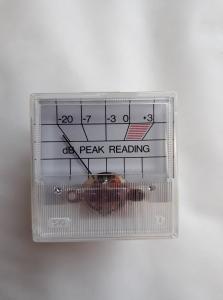 -20 -7 -3 0 +3
dB PEAK READING